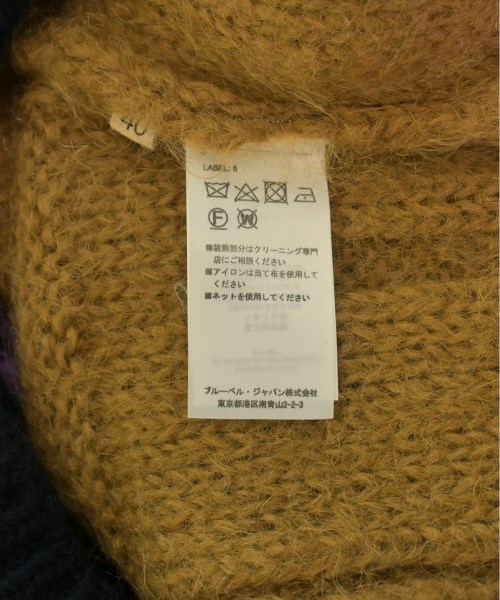 40
LABEL: 5
F
W
■装飾部分はクリーニング専門
店にご相談ください
■アイロンは当て布を使用して
ください
■ネットを使用してください
ブルーベル・ジャパン株式会社
東京都港区南青山2-2-3